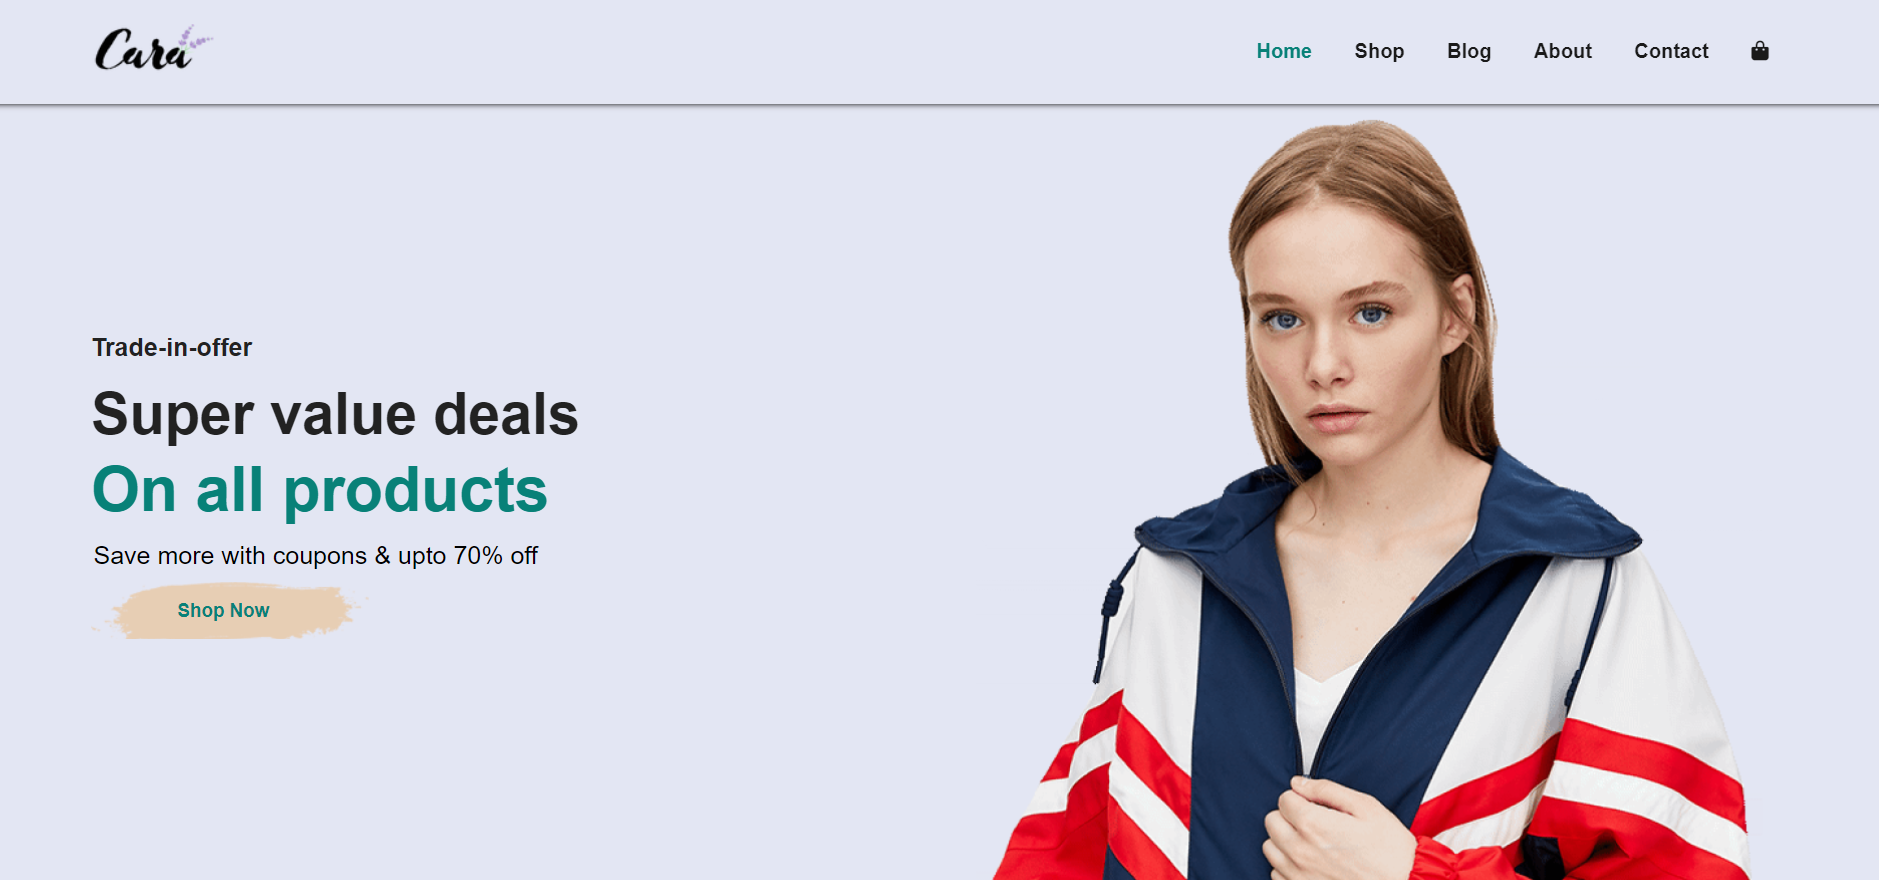 Cara
Home Shop Blog About Contact
Trade-in-offer
Super value deals
On all products
Save more with coupons & upto 70% off
Shop Now